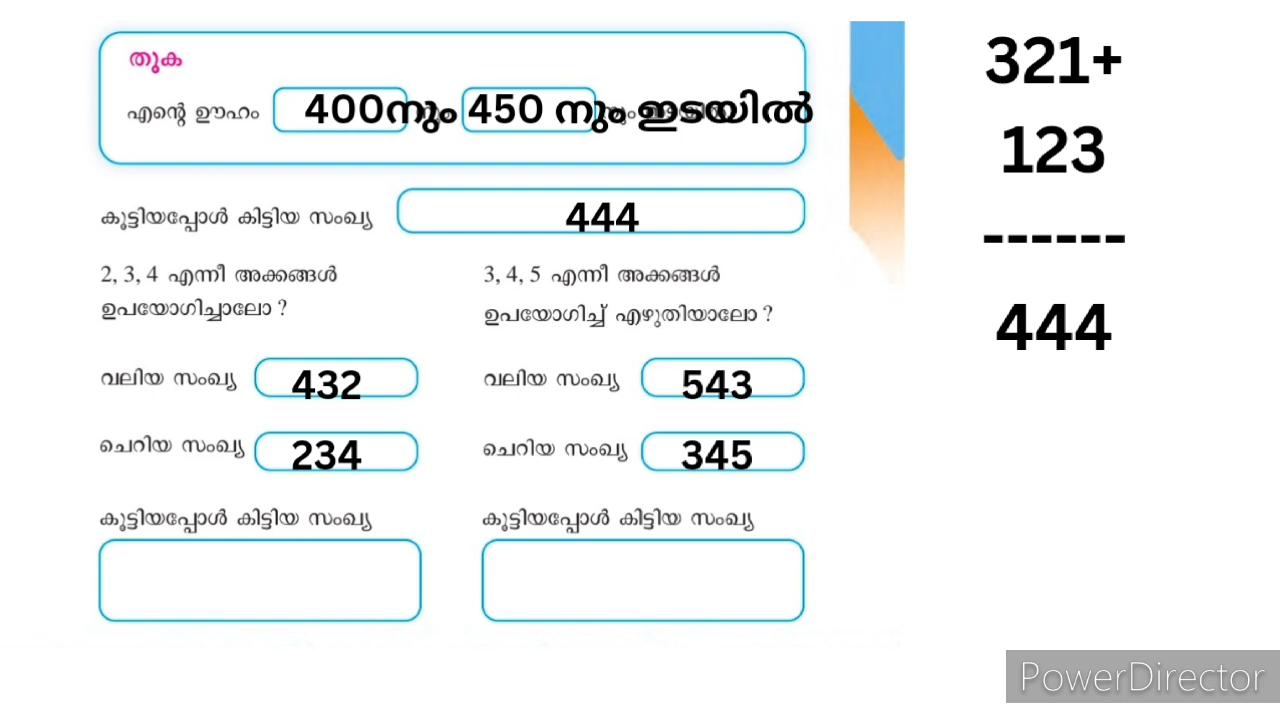 തുക
എന്റെ ഊഹം 400നും 450 നും ഇടയിൽ
കൂട്ടിയപ്പോൾ കിട്ടിയ സംഖ്യ 444
2, 3, 4 എന്നീ അക്കങ്ങൾ
ഉപയോഗിച്ചാലോ ?
വലിയ സംഖ്യ 432
ചെറിയ സംഖ്യ 234
കൂട്ടിയപ്പോൾ കിട്ടിയ സംഖ്യ
3, 4, 5 എന്നീ അക്കങ്ങൾ
ഉപയോഗിച്ച് എഴുതിയാലോ ?
വലിയ സംഖ്യ 543
ചെറിയ സംഖ്യ 345
കൂട്ടിയപ്പോൾ കിട്ടിയ സംഖ്യ
321+
123
------
444
PowerDirector